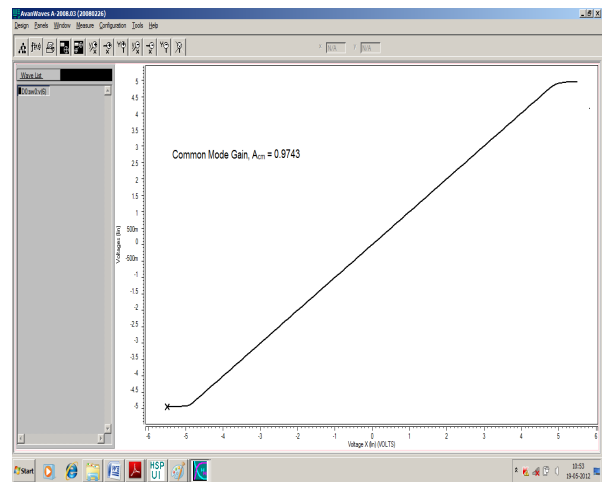 AvanWaves A-2008.03 (20080226)
Design Panels Window Measure Configuration Tools Help
X N/A Y N/A
Wave List
D0:sw0:v(6)
Common Mode Gain, Acm = 0.9743
Voltages (lin)
5
4.5
4
3.5
3
2.5
2
1.5
1
500m
0
-500m
-1
-1.5
-2
-2.5
-3
-3.5
-4
-4.5
-5
-6 -5 -4 -3 -2 -1 0 1 2 3 4 5 6
Voltage X (lin) (VOLTS)
Start
HSP
UI
10:53
19-05-2012